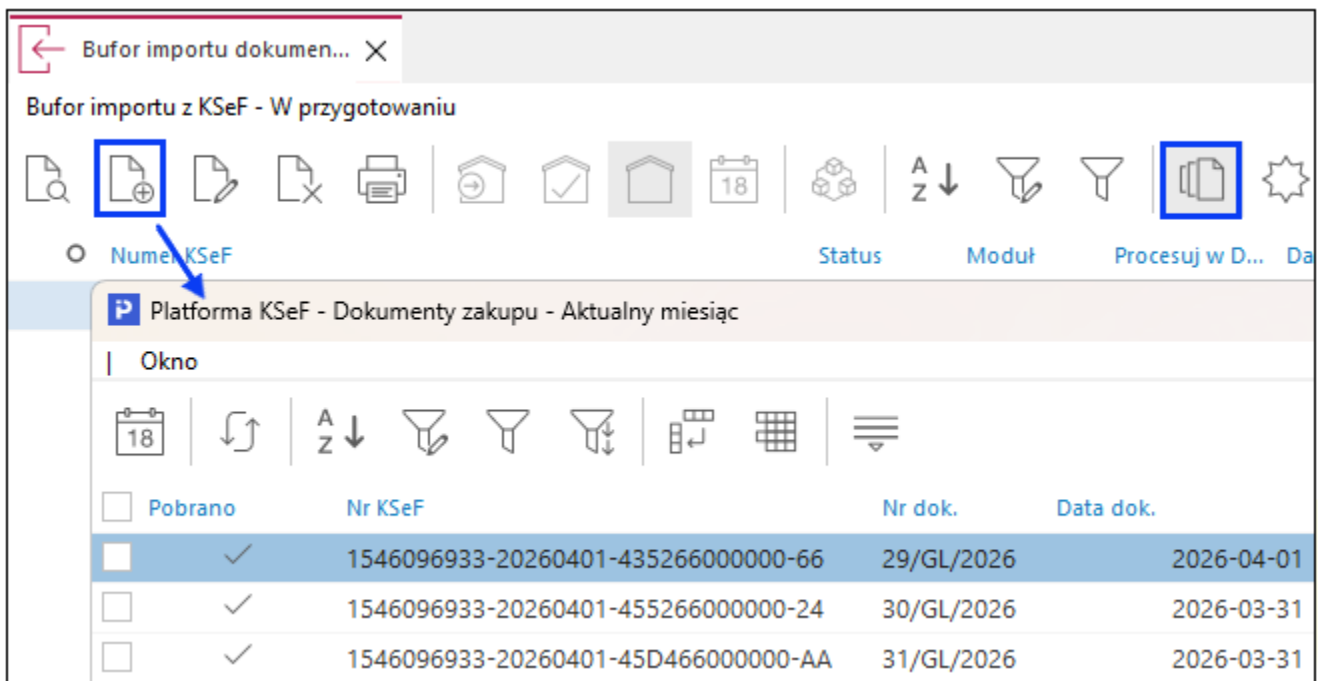 Bufor importu dokumen...
Bufor importu z KSeF - W przygotowaniu
18 A Z
Numer KSeF Status Moduł Procesuj w D... Da
Platforma KSeF - Dokumenty zakupu - Aktualny miesiąc
| Okno
18 A Z
Pobrano Nr KSeF Nr dok. Data dok.
1546096933-20260401-435266000000-66 29/GL/2026 2026-04-01
1546096933-20260401-455266000000-24 30/GL/2026 2026-03-31
1546096933-20260401-45D466000000-AA 31/GL/2026 2026-03-31